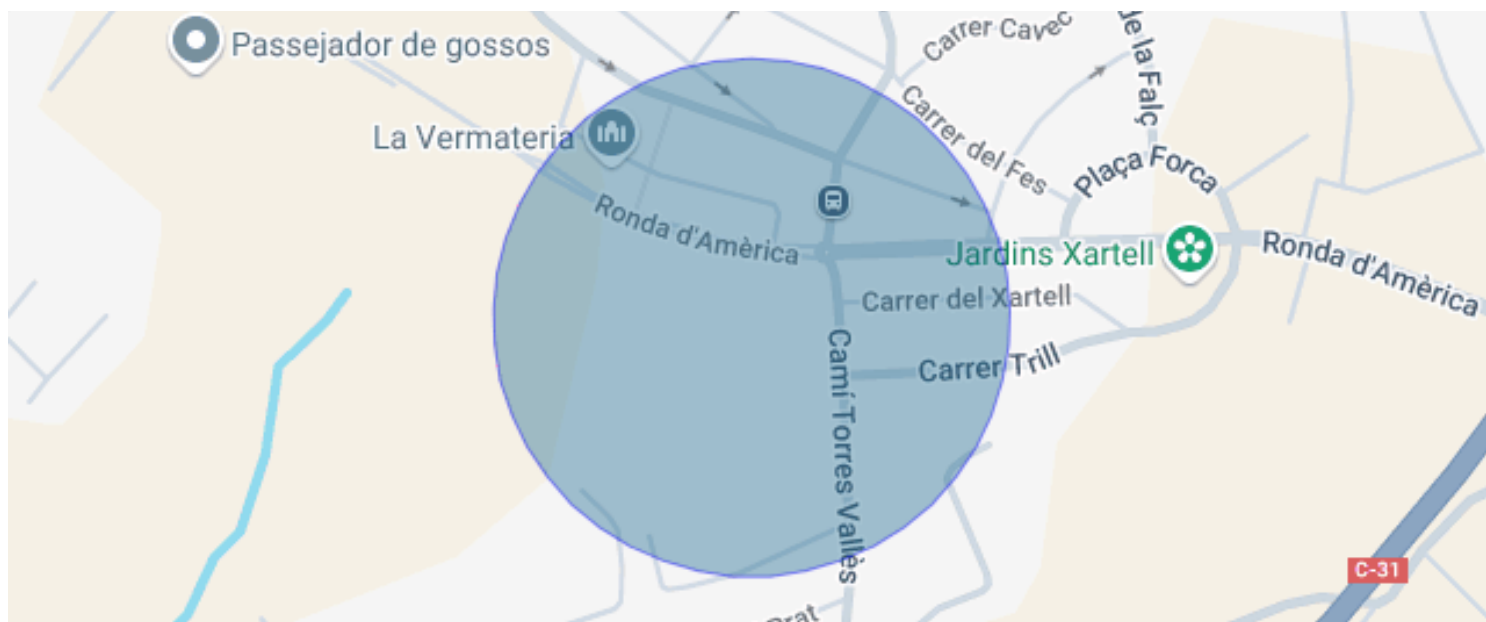 Passejador de gossos
Carrer Cavec
de la Falç
La Vermateria
Carrer del Fes
Plaça Forca
Ronda d'Amèrica
Jardins Xartell
Ronda d'Amèrica
Carrer del Xartell
Camí Torres Vallès
Carrer Trill
C-31